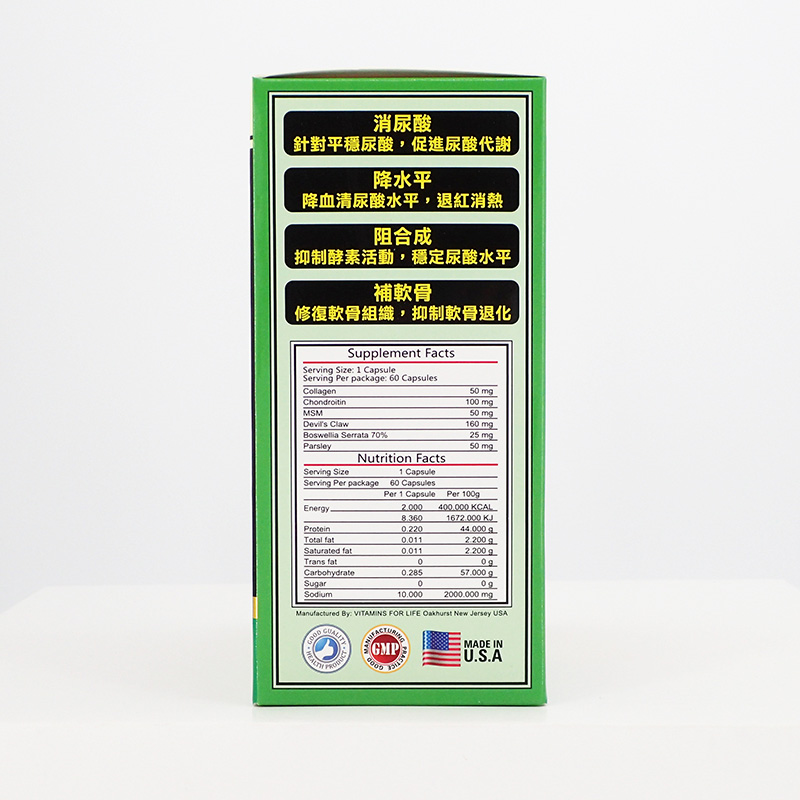 消尿酸
針對平穩尿酸，促進尿酸代謝
降水平
降血清尿酸水平，退紅消熱
阻合成
抑制酵素活動，穩定尿酸水平
補軟骨
修復軟骨組織，抑制軟骨退化
Supplement Facts
Serving Size: 1 Capsule
Serving Per package: 60 Capsules
Collagen 50 mg
Chondroitin 100 mg
MSM 50 mg
Devil's Claw 160 mg
Boswellia Serrata 70% 25 mg
Parsley 50 mg
Nutrition Facts
Serving Size 1 Capsule
Serving Per package 60 Capsules
Per 1 Capsule Per 100g
Energy 2.000 400.000 KCAL
8.360 1672.000 KJ
Protein 0.220 44.000 g
Total fat 0.011 2.200 g
Saturated fat 0.011 2.200 g
Trans fat 0 0 g
Carbohydrate 0.285 57.000 g
Sugar 0 0 g
Sodium 10.000 2000.000 mg
Manufactured By: VITAMINS FOR LIFE Oakhurst New Jersey USA
GOOD QUALITY
HEALTH PRODUCT
MANUFACTURING
GMP
GOOD PRACTICE
MADE IN
U.S.A